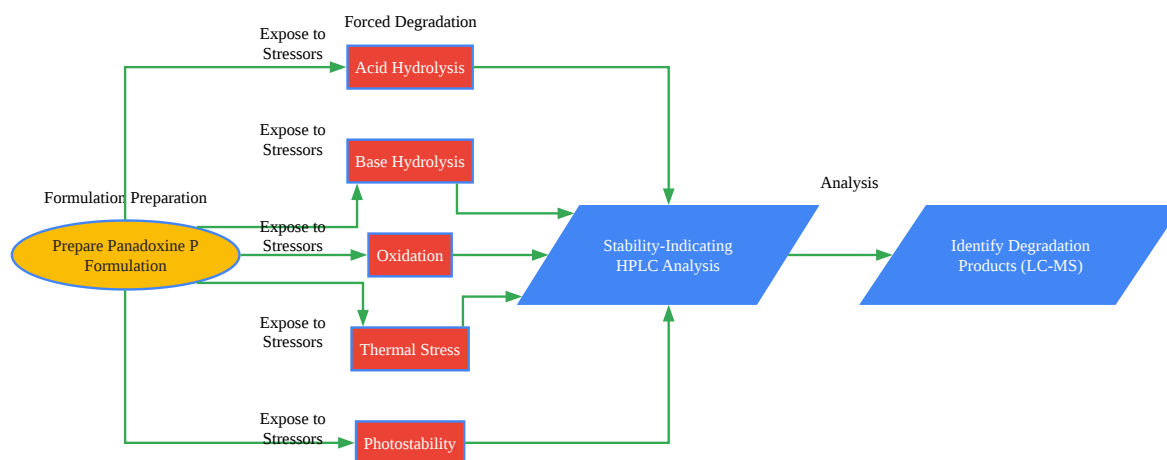 Forced Degradation
Expose to
Stressors
Acid Hydrolysis
Expose to
Stressors
Base Hydrolysis
Formulation Preparation
Analysis
Prepare Panadoxine P
Formulation
Expose to
Stressors
Oxidation
Stability-Indicating
HPLC Analysis
Identify Degradation
Products (LC-MS)
Expose to
Stressors
Thermal Stress
Expose to
Stressors
Photostability